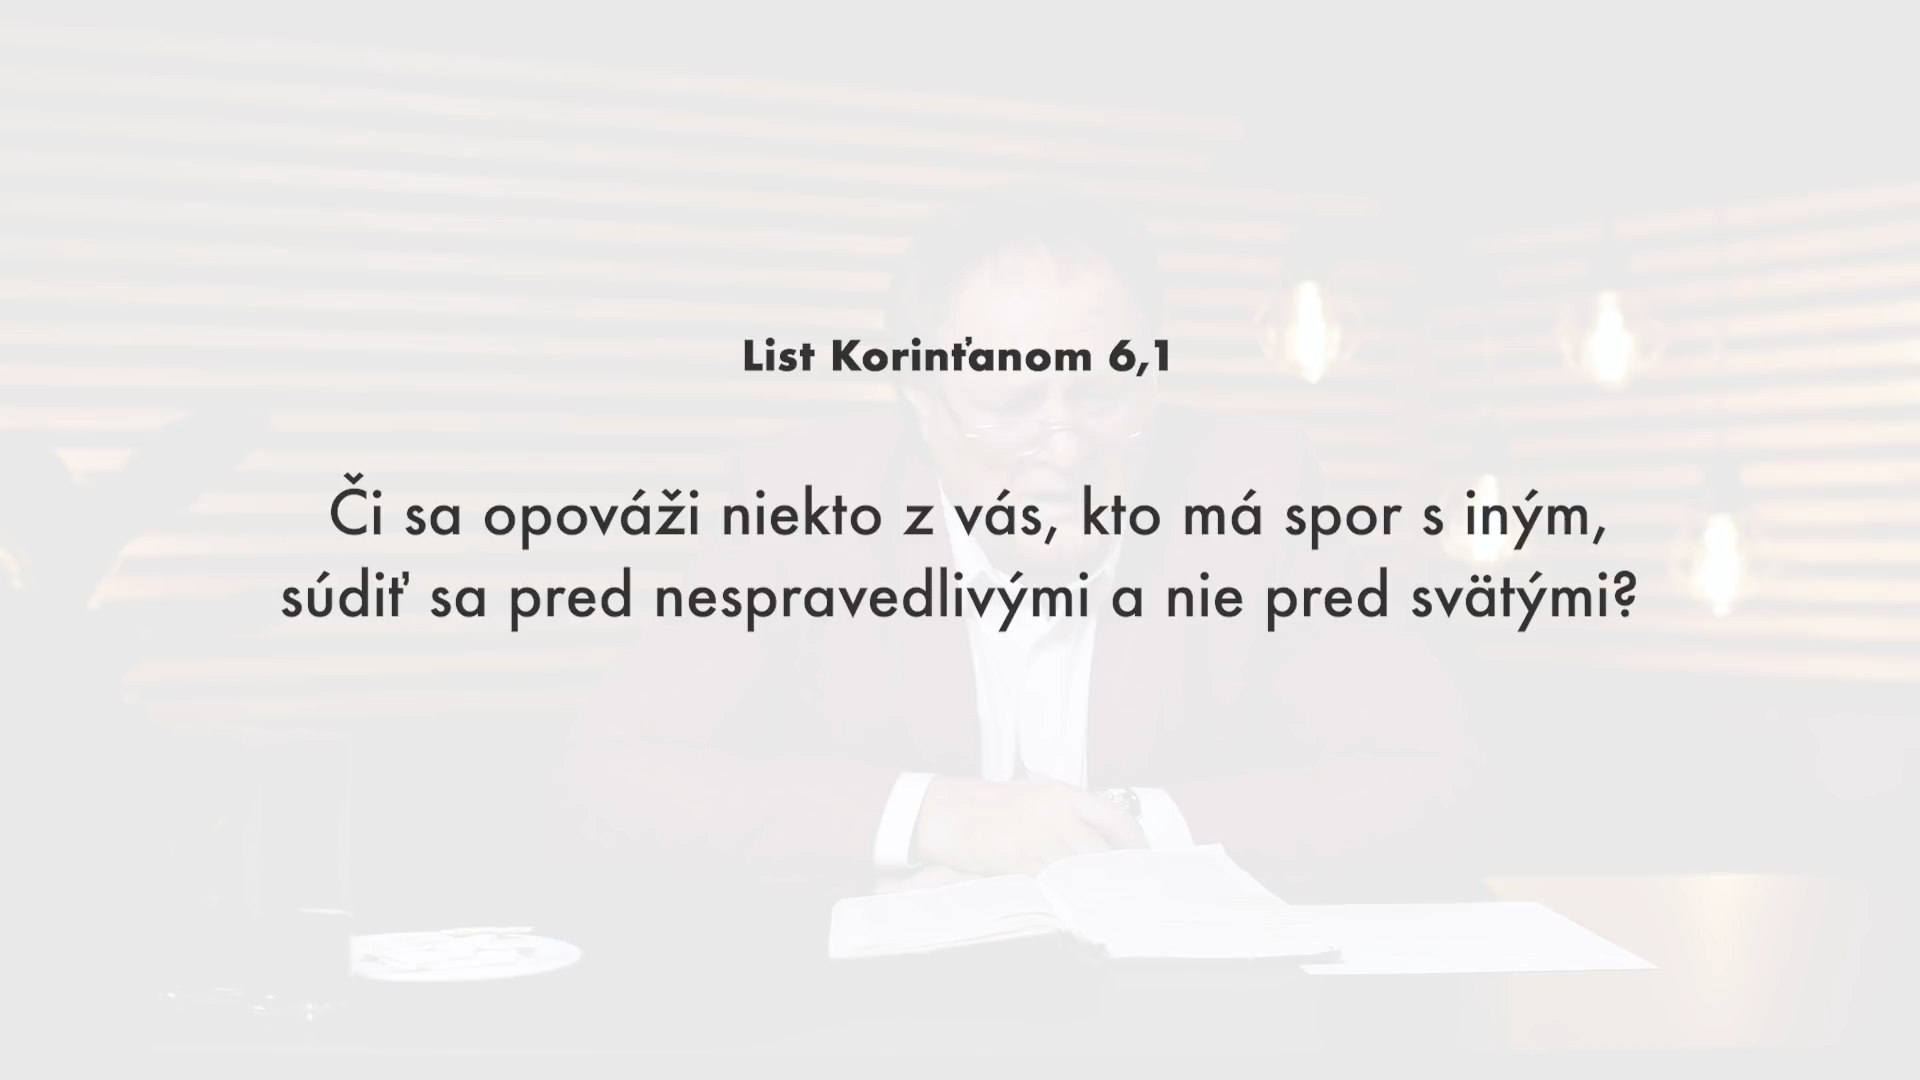 List Korinťanom 6,1
Či sa opováži niekto z vás, kto má spor s iným,
súdiť sa pred nespravedlivými a nie pred svätými?